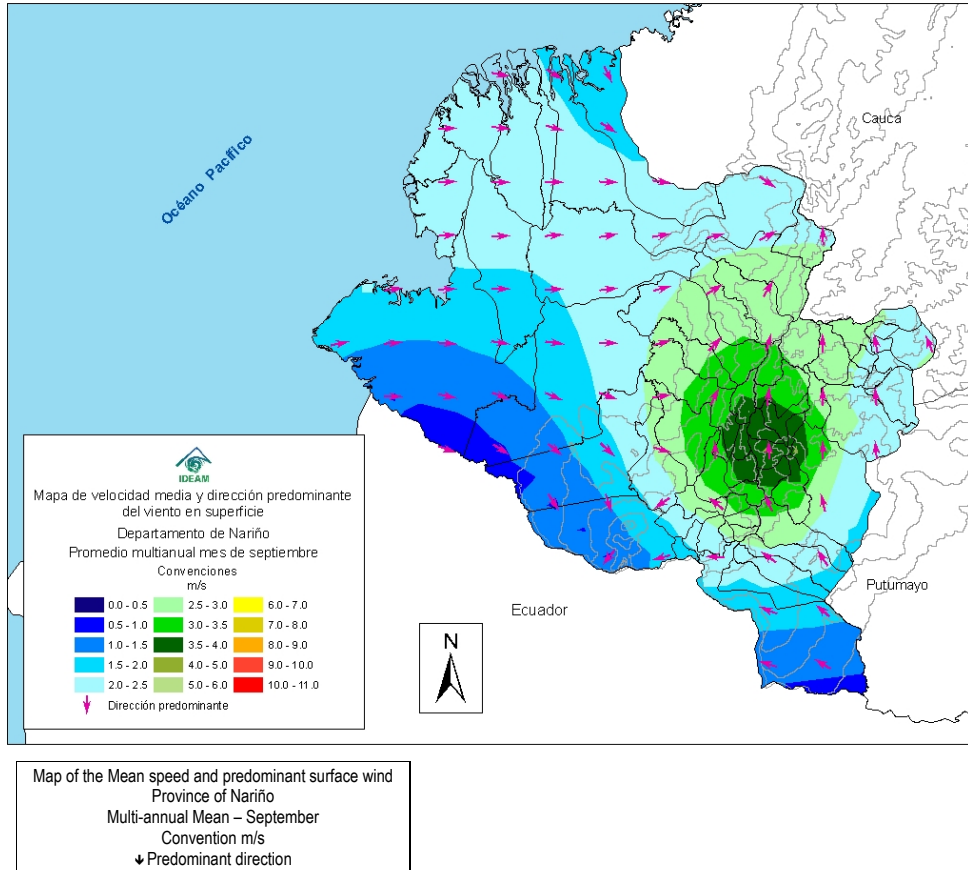 Océano Pacífico
Cauca
IDEAM
Mapa de velocidad media y dirección predominante
del viento en superficie
Departamento de Nariño
Promedio multianual mes de septiembre
Convenciones
m/s
0.0 - 0.5 2.5 - 3.0 6.0 - 7.0
0.5 - 1.0 3.0 - 3.5 7.0 - 8.0
1.0 - 1.5 3.5 - 4.0 8.0 - 9.0
1.5 - 2.0 4.0 - 5.0 9.0 - 10.0
2.0 - 2.5 5.0 - 6.0 10.0 - 11.0
Dirección predominante
Ecuador
N
Putumayo
Map of the Mean speed and predominant surface wind
Province of Nariño
Multi-annual Mean – September
Convention m/s
Predominant direction